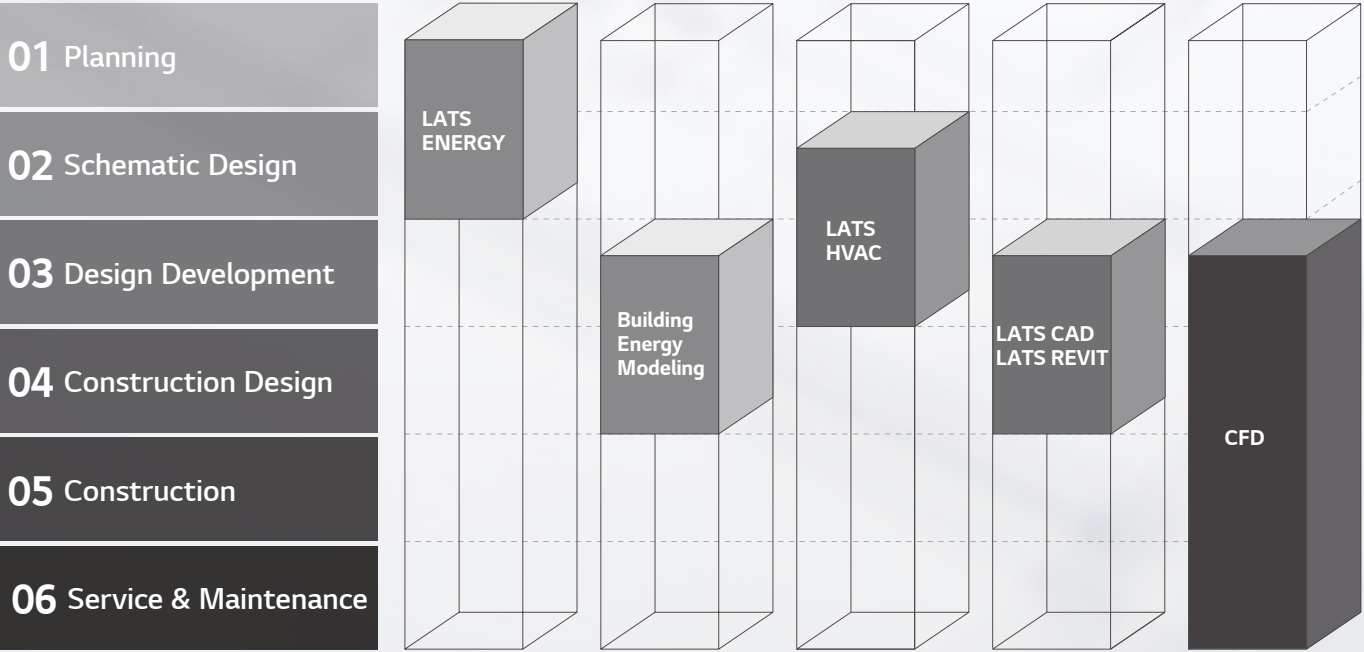 01 Planning
02 Schematic Design
03 Design Development
04 Construction Design
05 Construction
06 Service & Maintenance
LATS
ENERGY
Building
Energy
Modeling
LATS
HVAC
LATS CAD
LATS REVIT
CFD